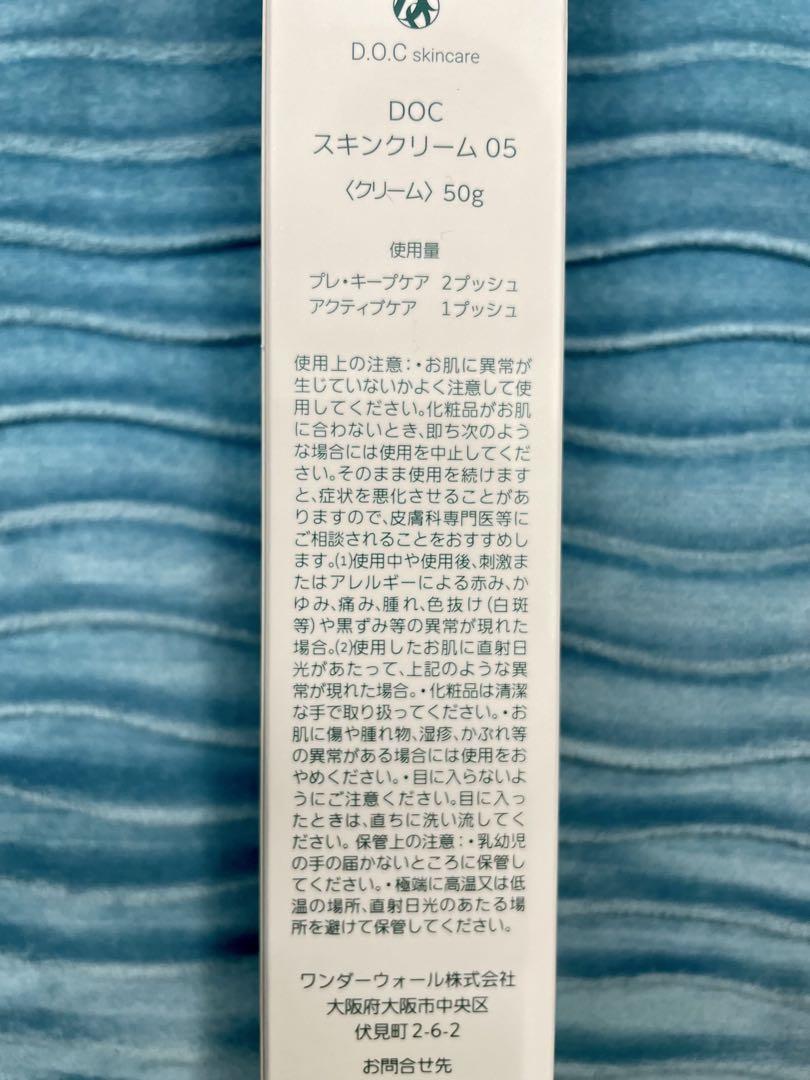 D.O.C skincare
DOC
スキンクリーム 05
〈クリーム〉 50g
使用量
プレ・キープケア 2プッシュ
アクティブケア 1プッシュ
使用上の注意:・お肌に異常が
生じていないかよく注意して使
用してください。化粧品がお肌
に合わないとき、即ち次のよう
な場合には使用を中止してくだ
さい。そのまま使用を続けます
と、症状を悪化させることがあ
りますので、皮膚科専門医等に
ご相談されることをおすすめし
ます。(1)使用中や使用後、刺激ま
たはアレルギーによる赤み、か
ゆみ、痛み、腫れ、色抜け(白斑
等)や黒ずみ等の異常が現れた
場合。(2)使用したお肌に直射日
光があたって、上記のような異
常が現れた場合。・化粧品は清潔
な手で取り扱ってください。・お
肌に傷や腫れ物、湿疹、かぶれ等
の異常がある場合には使用をお
やめください。・目に入らないよ
うにご注意ください。目に入っ
たときは、直ちに洗い流してく
ださい。 保管上の注意:・乳幼児
の手の届かないところに保管し
てください。・極端に高温又は低
温の場所、直射日光のあたる場
所を避けて保管してください。
ワンダーウォール株式会社
大阪府大阪市中央区
伏見町2-6-2
お問合せ先